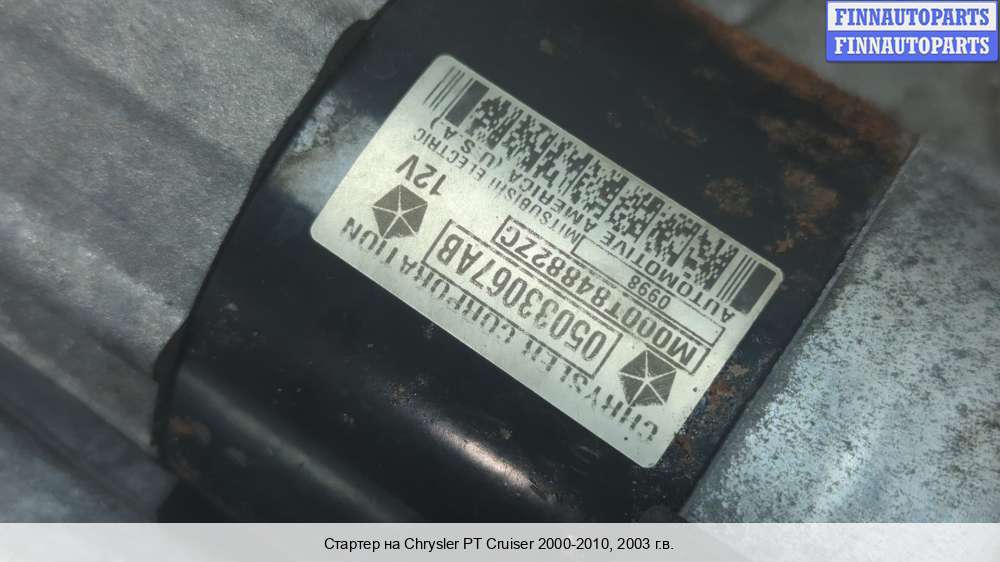 FINNAUTOPARTS
FINNAUTOPARTS
CHRYSLER CORPORATION
05033067AB 12V
M000T84882ZC
0998 MITSUBISHI ELECTRIC
AUTOMOTIVE AMERICA (U.S.A.)
Стартер на Chrysler PT Cruiser 2000-2010, 2003 г.в.